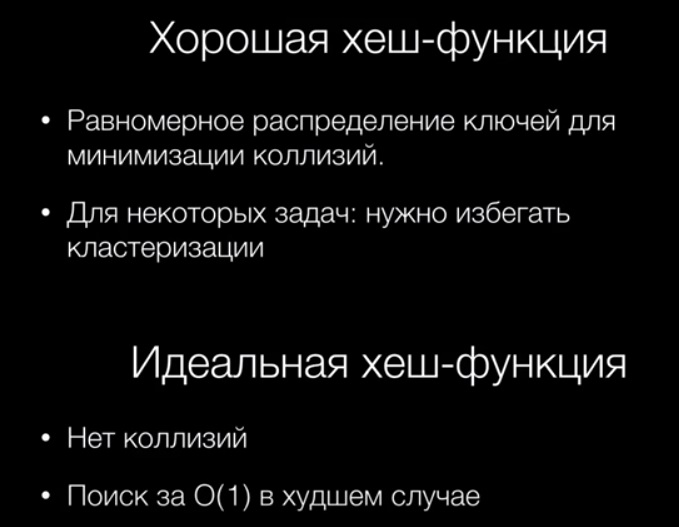 Хорошая хеш-функция
• Равномерное распределение ключей для
минимизации коллизий.
• Для некоторых задач: нужно избегать
кластеризации
Идеальная хеш-функция
• Нет коллизий
• Поиск за O(1) в худшем случае